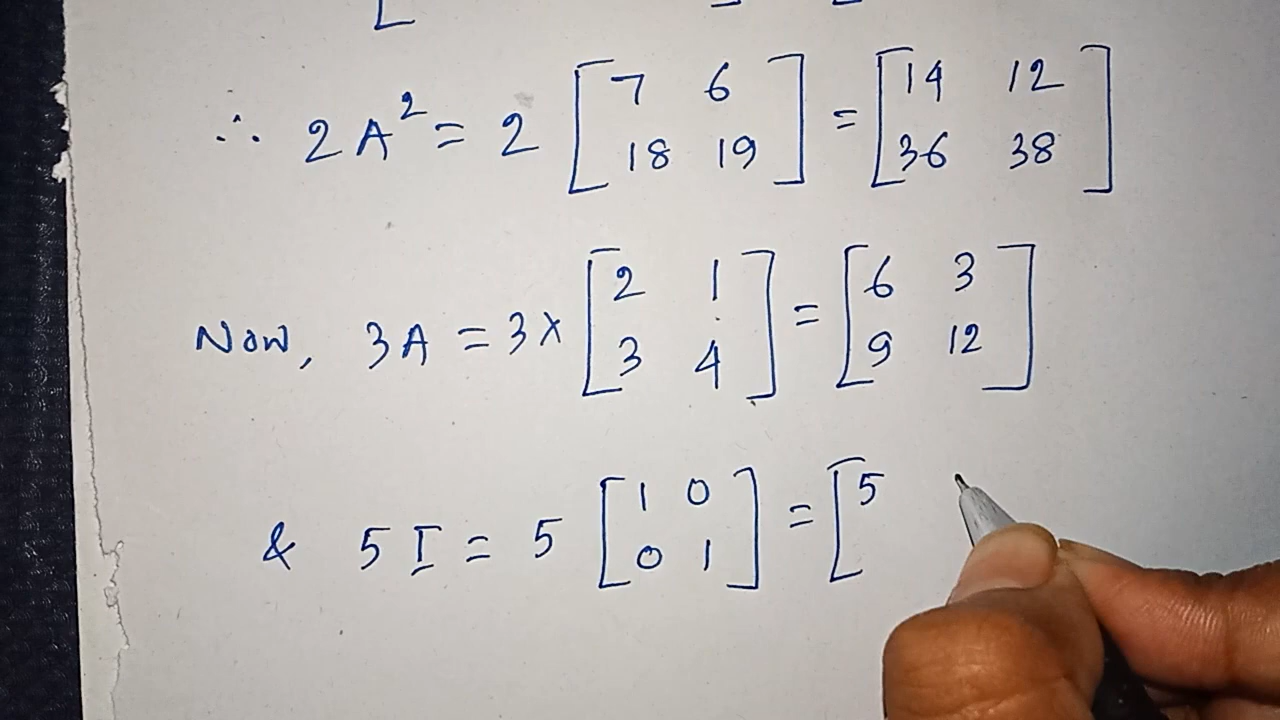 ∴ 2A² = 2 [7 6; 18 19] = [14 12; 36 38]
Now, 3A = 3× [2 1; 3 4] = [6 3; 9 12]
& 5I = 5 [1 0; 0 1] = [5